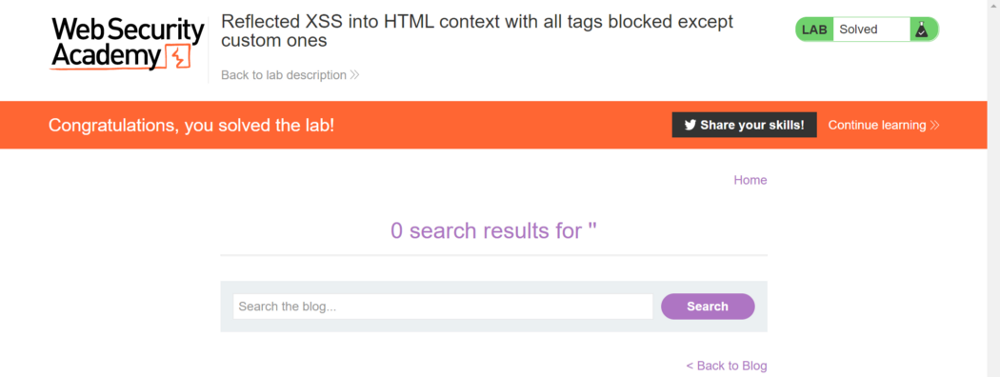 Web Security
Academy
Reflected XSS into HTML context with all tags blocked except
custom ones
Back to lab description
LAB Solved
Congratulations, you solved the lab!
Share your skills!
Continue learning
Home
0 search results for ''
Search the blog...
Search
< Back to Blog